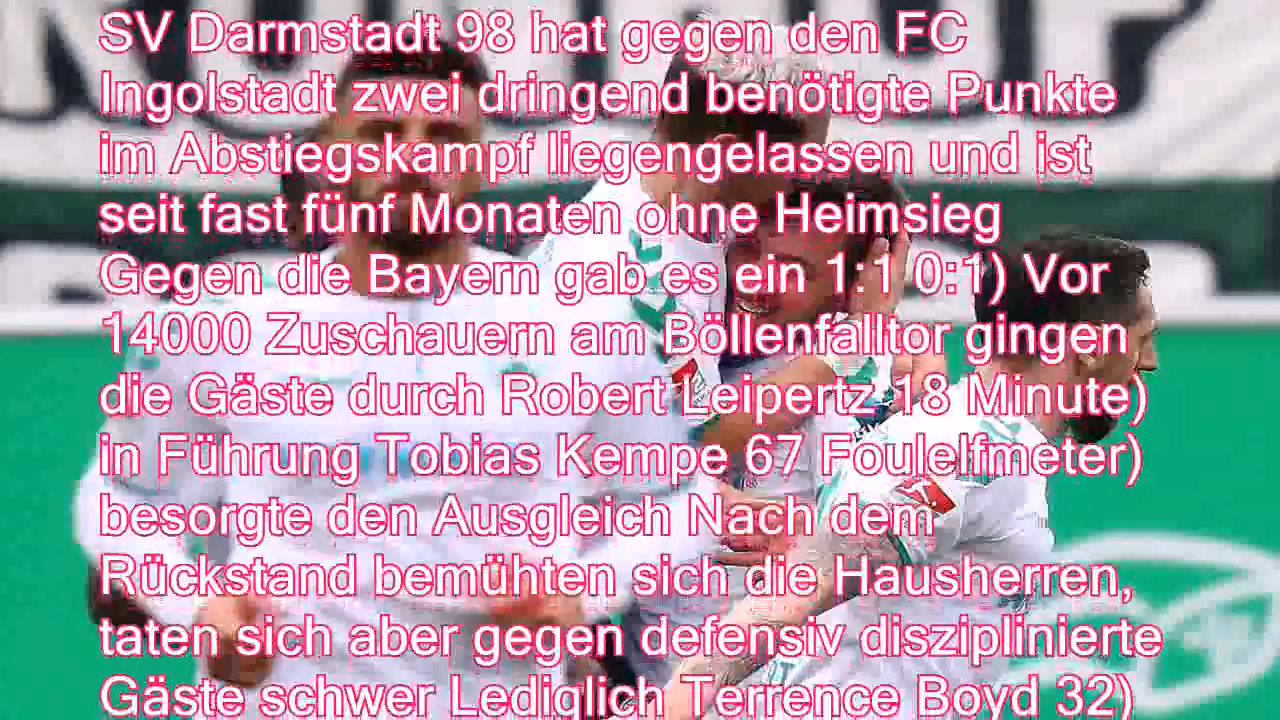 SV Darmstadt 98 hat gegen den FC
Ingolstadt zwei dringend benötigte Punkte
im Abstiegskampf liegengelassen und ist
seit fast fünf Monaten ohne Heimsieg
Gegen die Bayern gab es ein 1:1 0:1) Vor
14000 Zuschauern am Böllenfalltor gingen
die Gäste durch Robert Leipertz 18 Minute)
in Führung Tobias Kempe 67 Foulelfmeter)
besorgte den Ausgleich Nach dem
Rückstand bemühten sich die Hausherren,
taten sich aber gegen defensiv disziplinierte
Gäste schwer Lediglich Terrence Boyd 32)